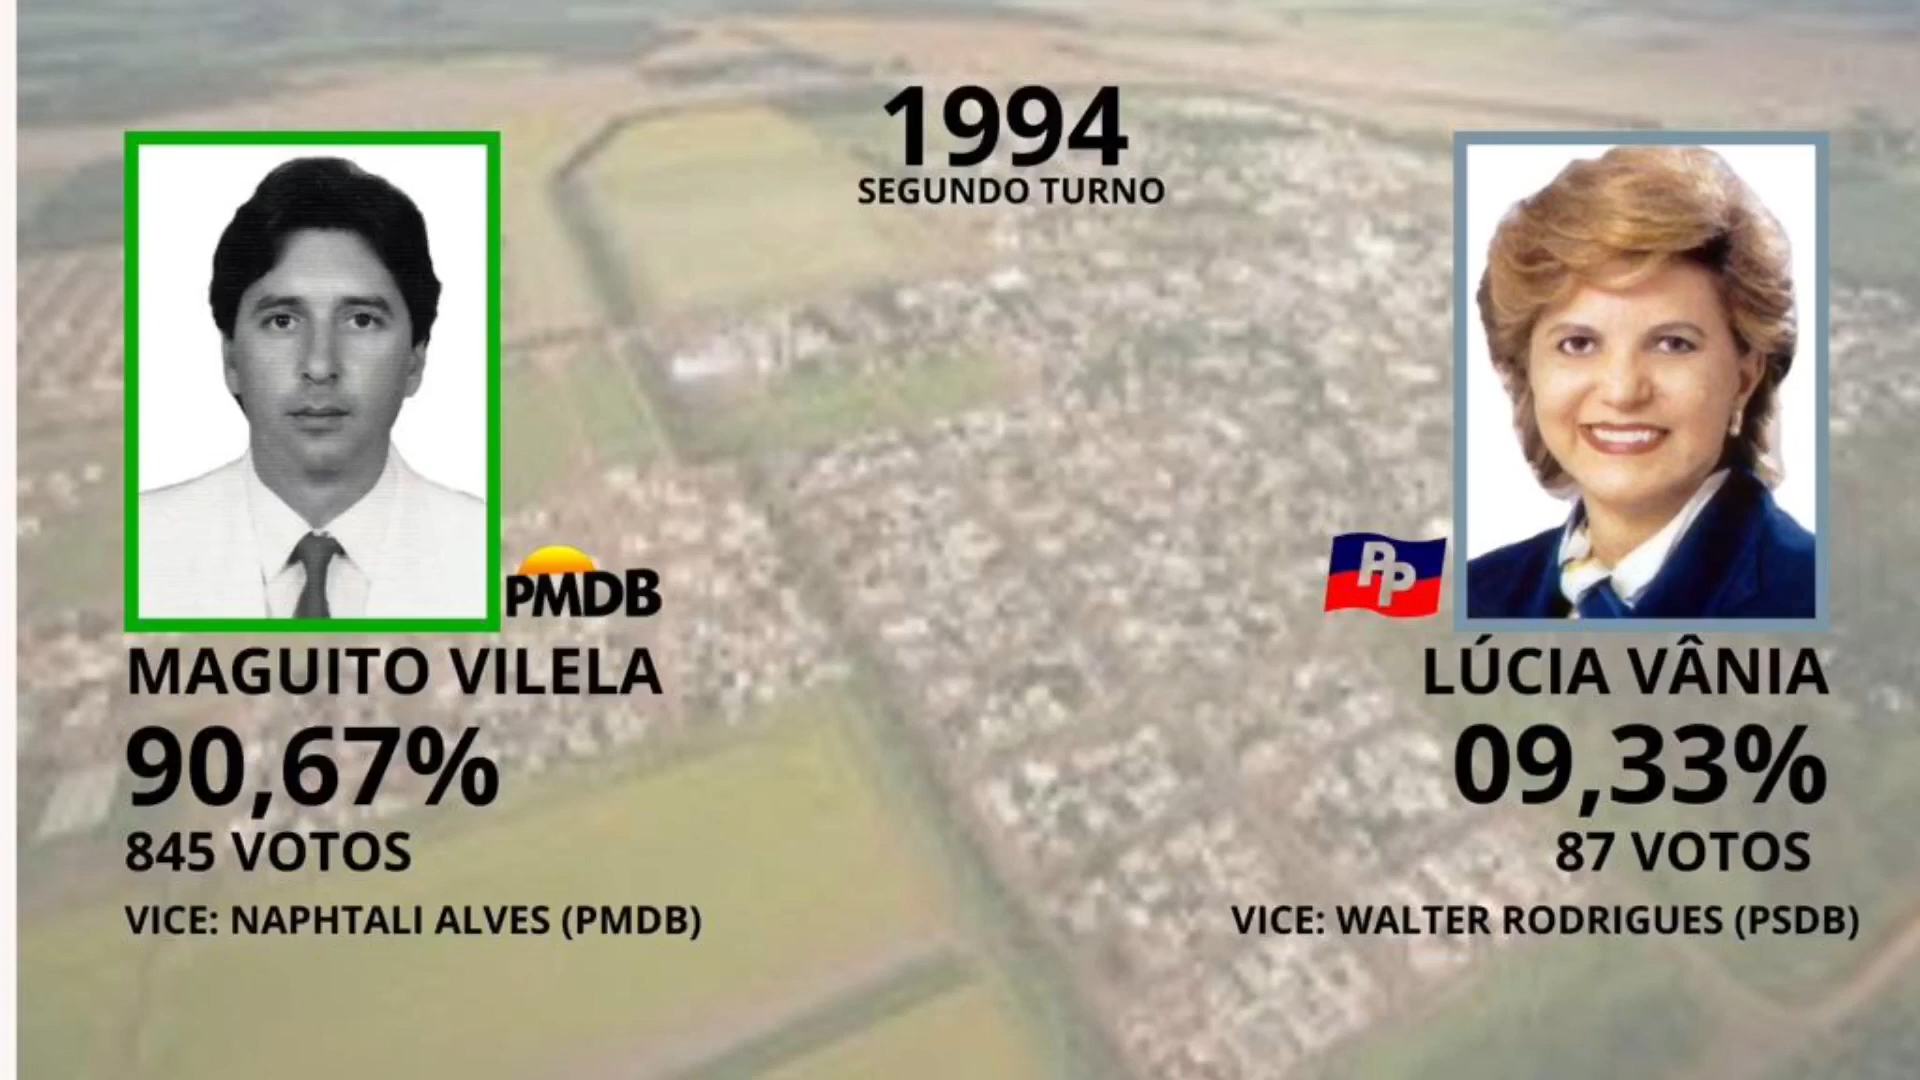 1994
SEGUNDO TURNO
PMDB
MAGUITO VILELA
90,67%
845 VOTOS
VICE: NAPHTALI ALVES (PMDB)
PP
LÚCIA VÂNIA
09,33%
87 VOTOS
VICE: WALTER RODRIGUES (PSDB)